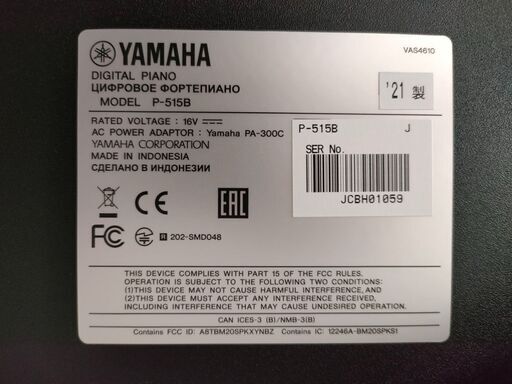 YAMAHA
VAS4610
DIGITAL PIANO
ЦИФРОВОЕ ФОРТЕПИАНО
MODEL P-515B
'21 製
RATED VOLTAGE : 16V
AC POWER ADAPTOR : Yamaha PA-300C
YAMAHA CORPORATION
MADE IN INDONESIA
СДЕЛАНО В ИНДОНЕЗИИ
P-515B J
SER No.
JCBH01059
CE
EAC
FC
R 202-SMD048
THIS DEVICE COMPLIES WITH PART 15 OF THE FCC RULES.
OPERATION IS SUBJECT TO THE FOLLOWING TWO CONDITIONS:
(1)THIS DEVICE MAY NOT CAUSE HARMFUL INTERFERENCE, AND
(2)THIS DEVICE MUST ACCEPT ANY INTERFERENCE RECEIVED,
INCLUDING INTERFERENCE THAT MAY CAUSE UNDESIRED OPERATION.
CAN ICES-3 (B)/NMB-3(B)
Contains FCC ID: A6TBM20SPKXYNBZ Contains IC: 12246A-BM20SPKS1